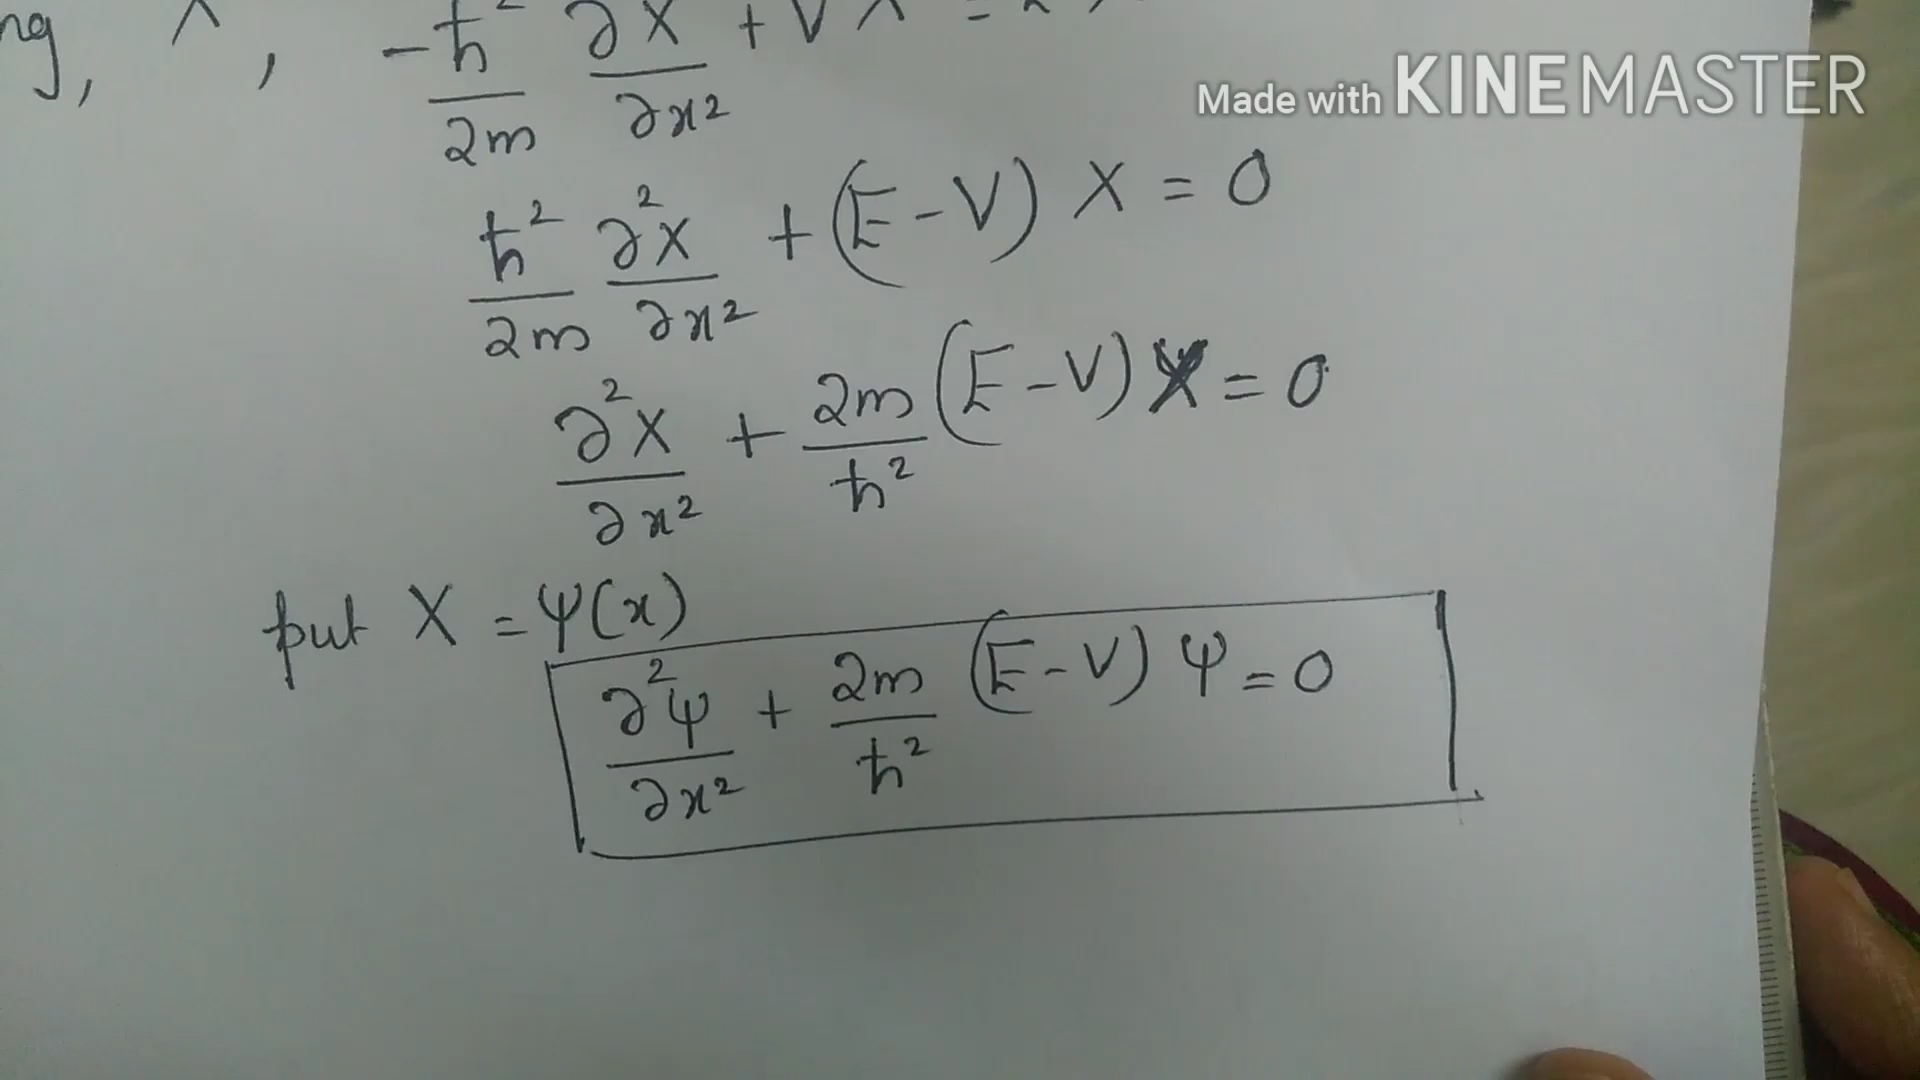 ng, X, -ħ²/2m ∂²X/∂x² + VX =
Made with KINEMASTER
ħ²/2m ∂²X/∂x² + (E-V) X = 0
∂²X/∂x² + 2m/ħ² (E-V) X = 0
put X = ψ(x)
∂²ψ/∂x² + 2m/ħ² (E-V) ψ = 0